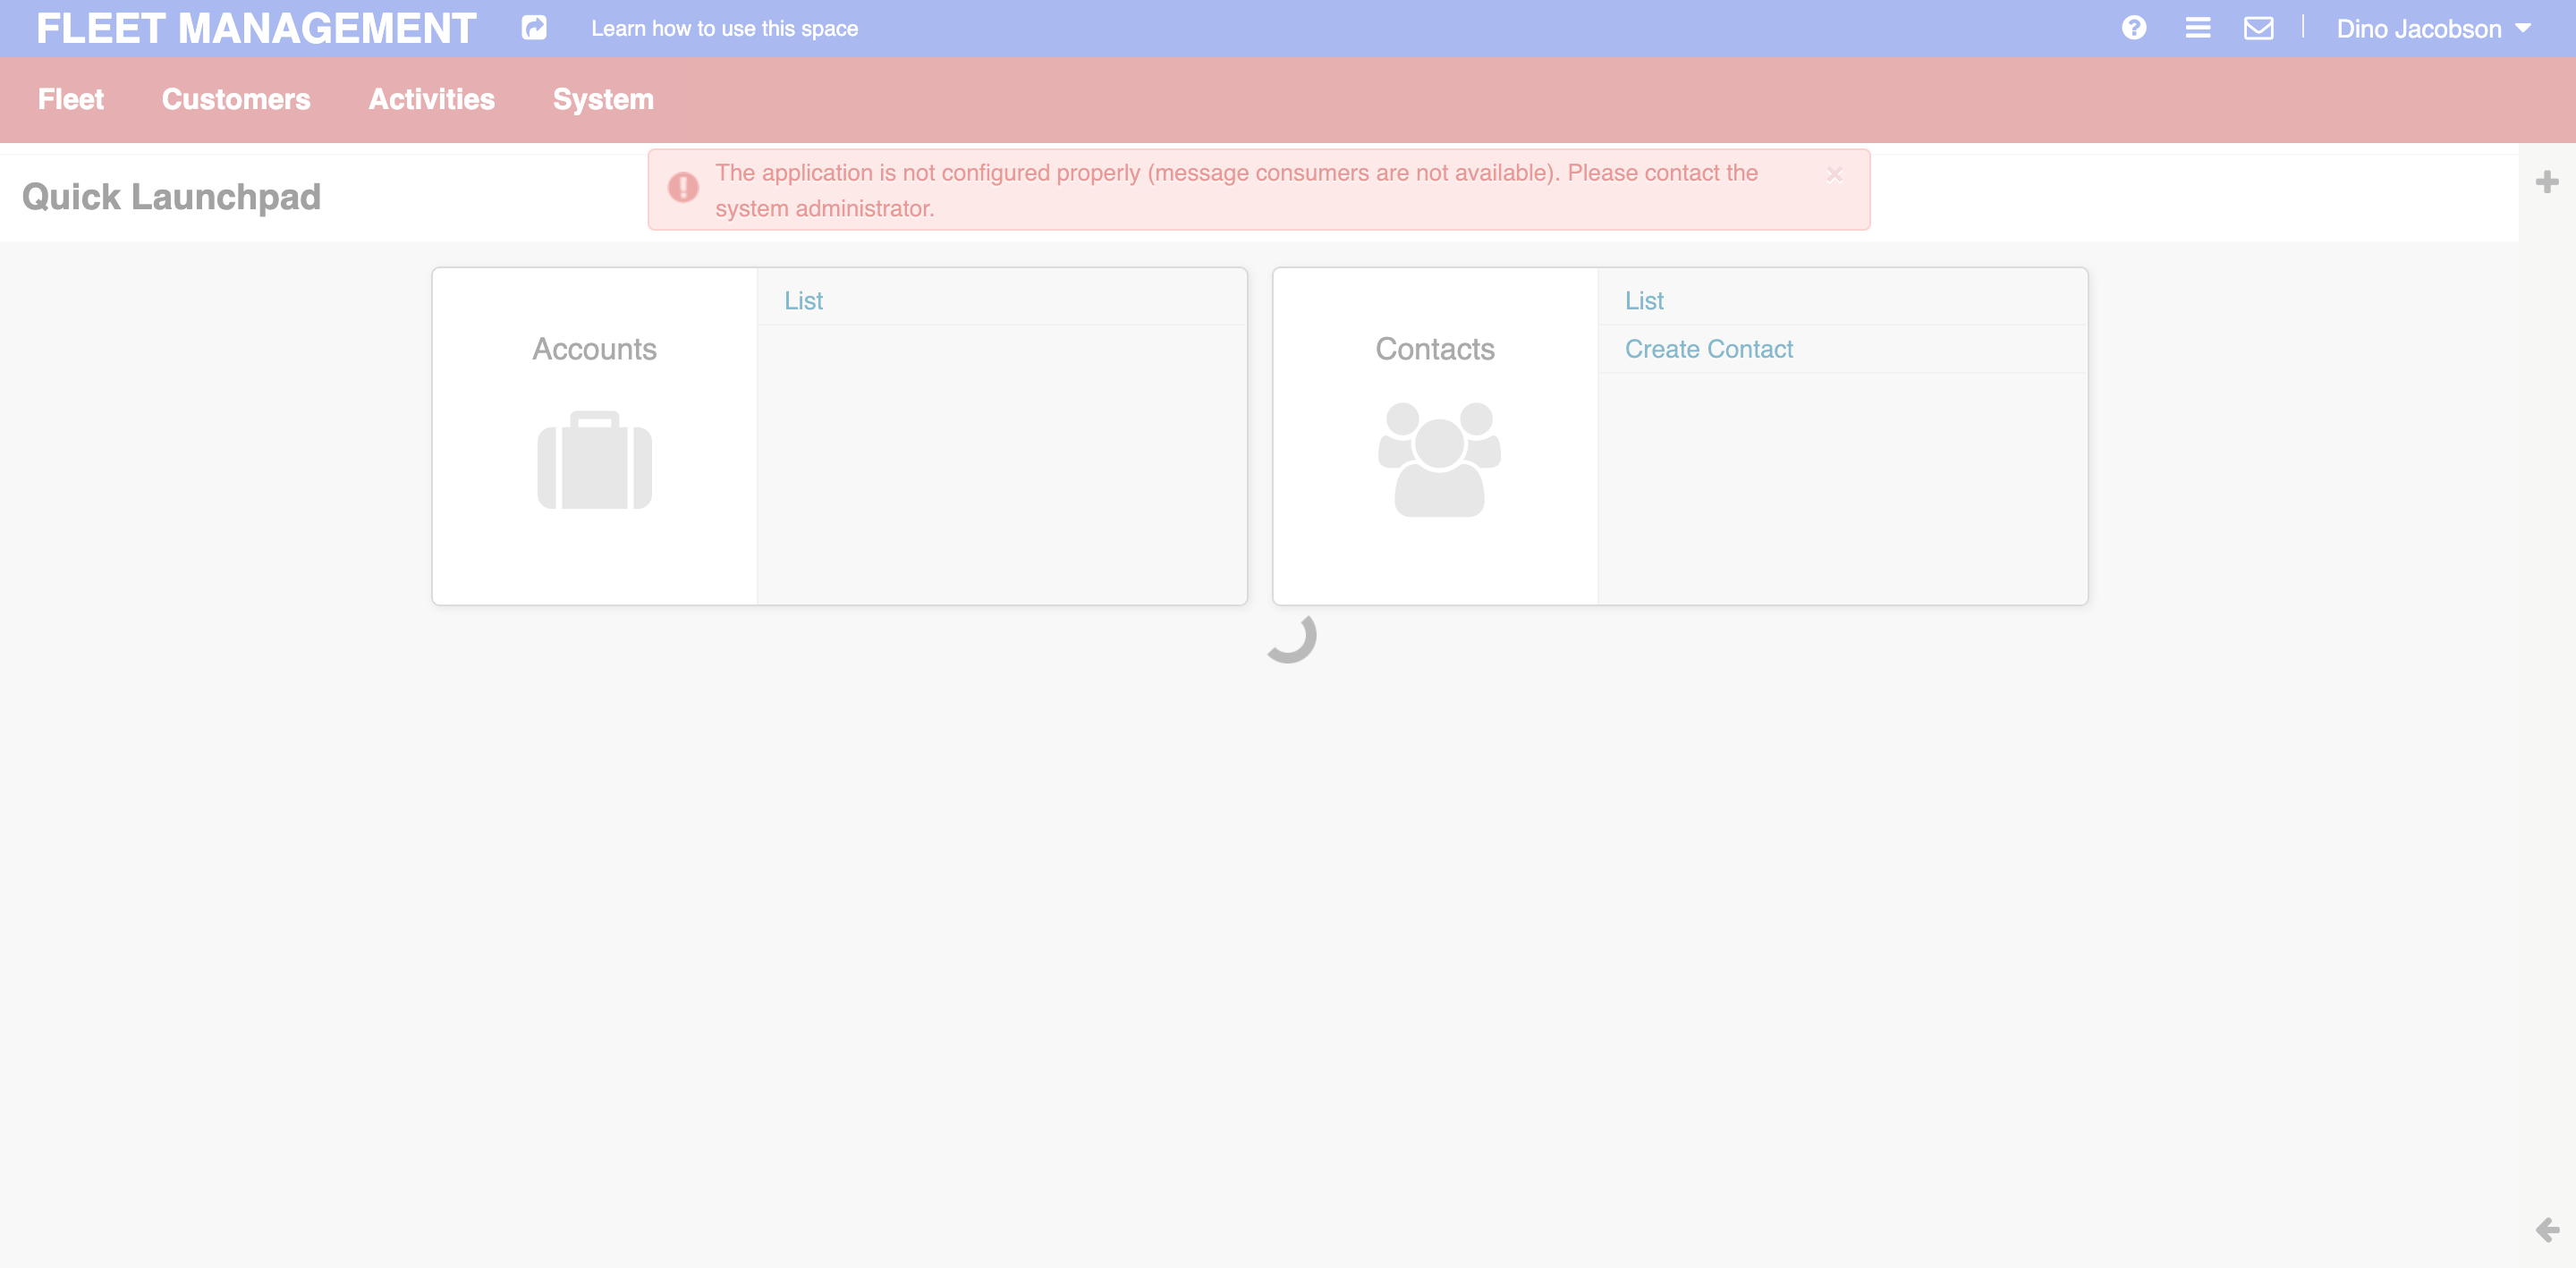 FLEET MANAGEMENT
Learn how to use this space
Dino Jacobson
Fleet
Customers
Activities
System
Quick Launchpad
The application is not configured properly (message consumers are not available). Please contact the
system administrator.
Accounts
List
Contacts
List
Create Contact